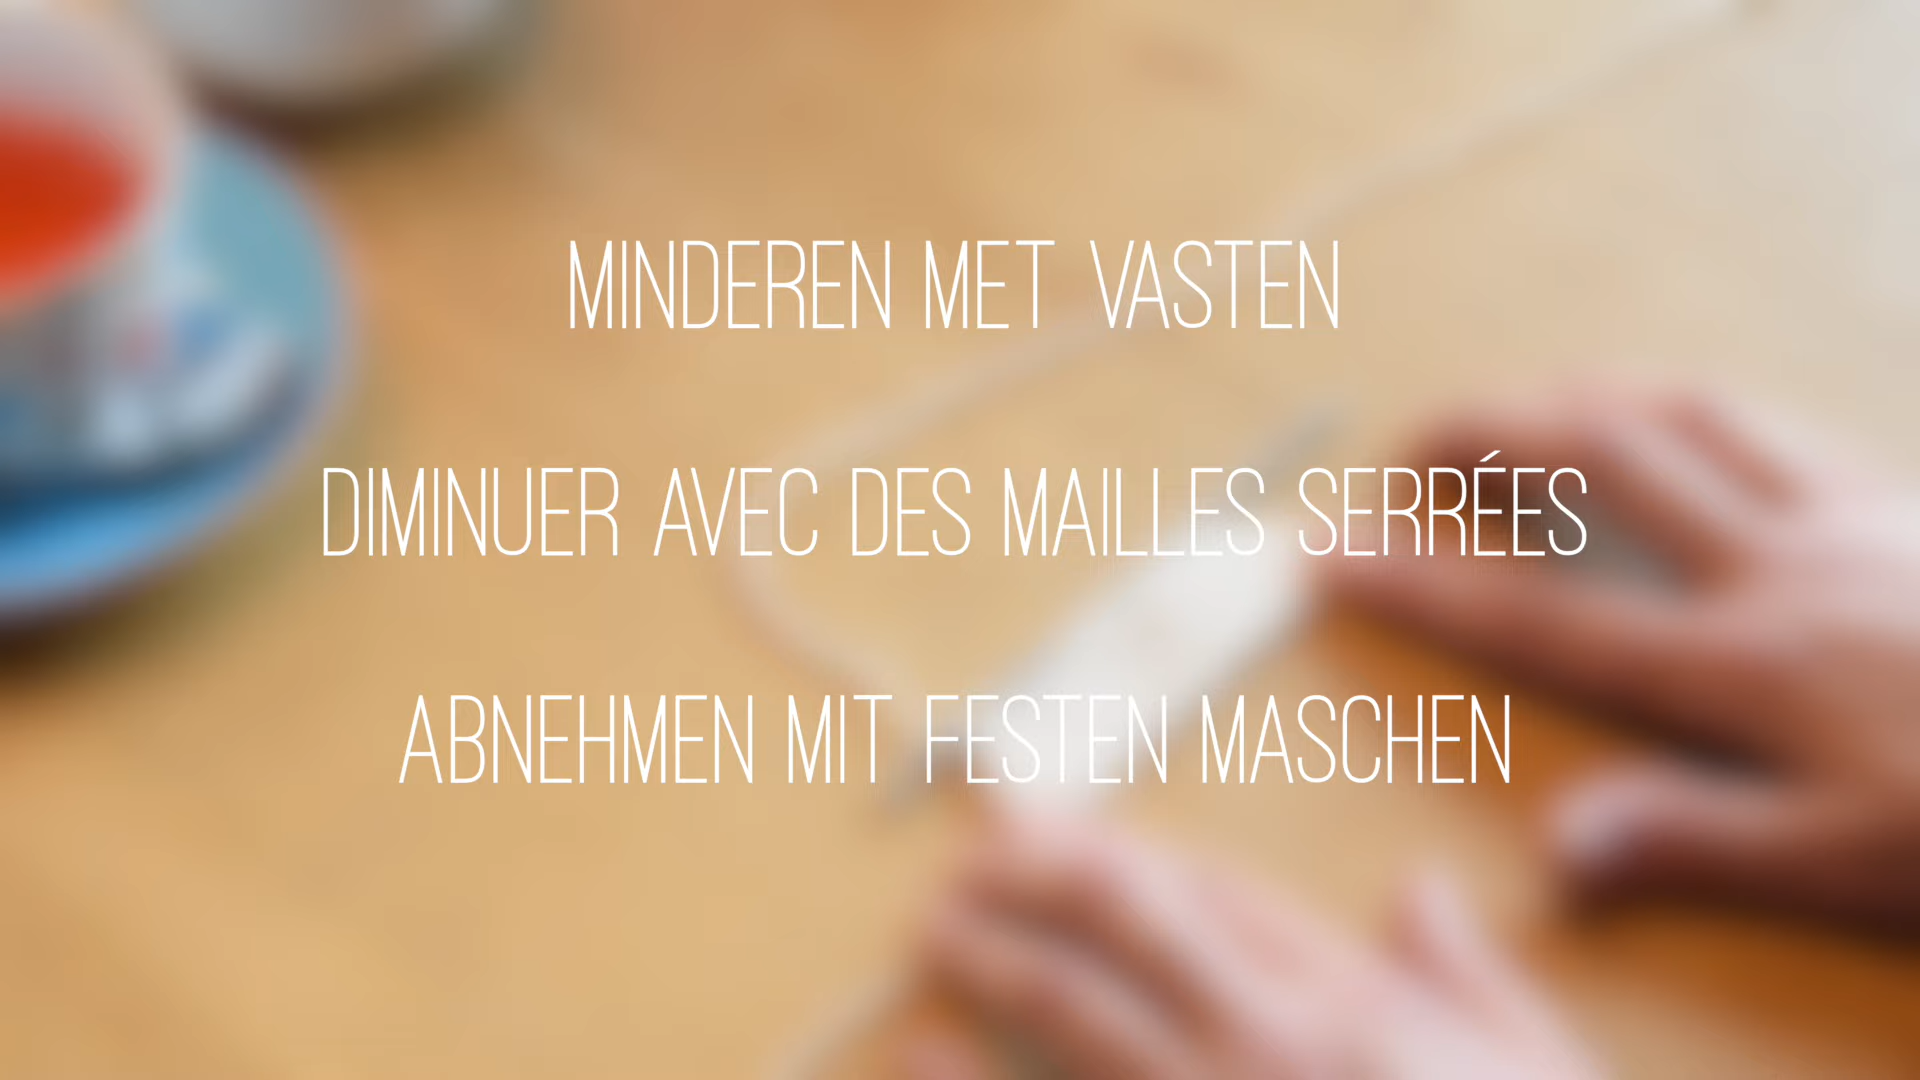 MINDEREN MET VASTEN
DIMINUER AVEC DES MAILLES SERRÉES
ABNEHMEN MIT FESTEN MASCHEN